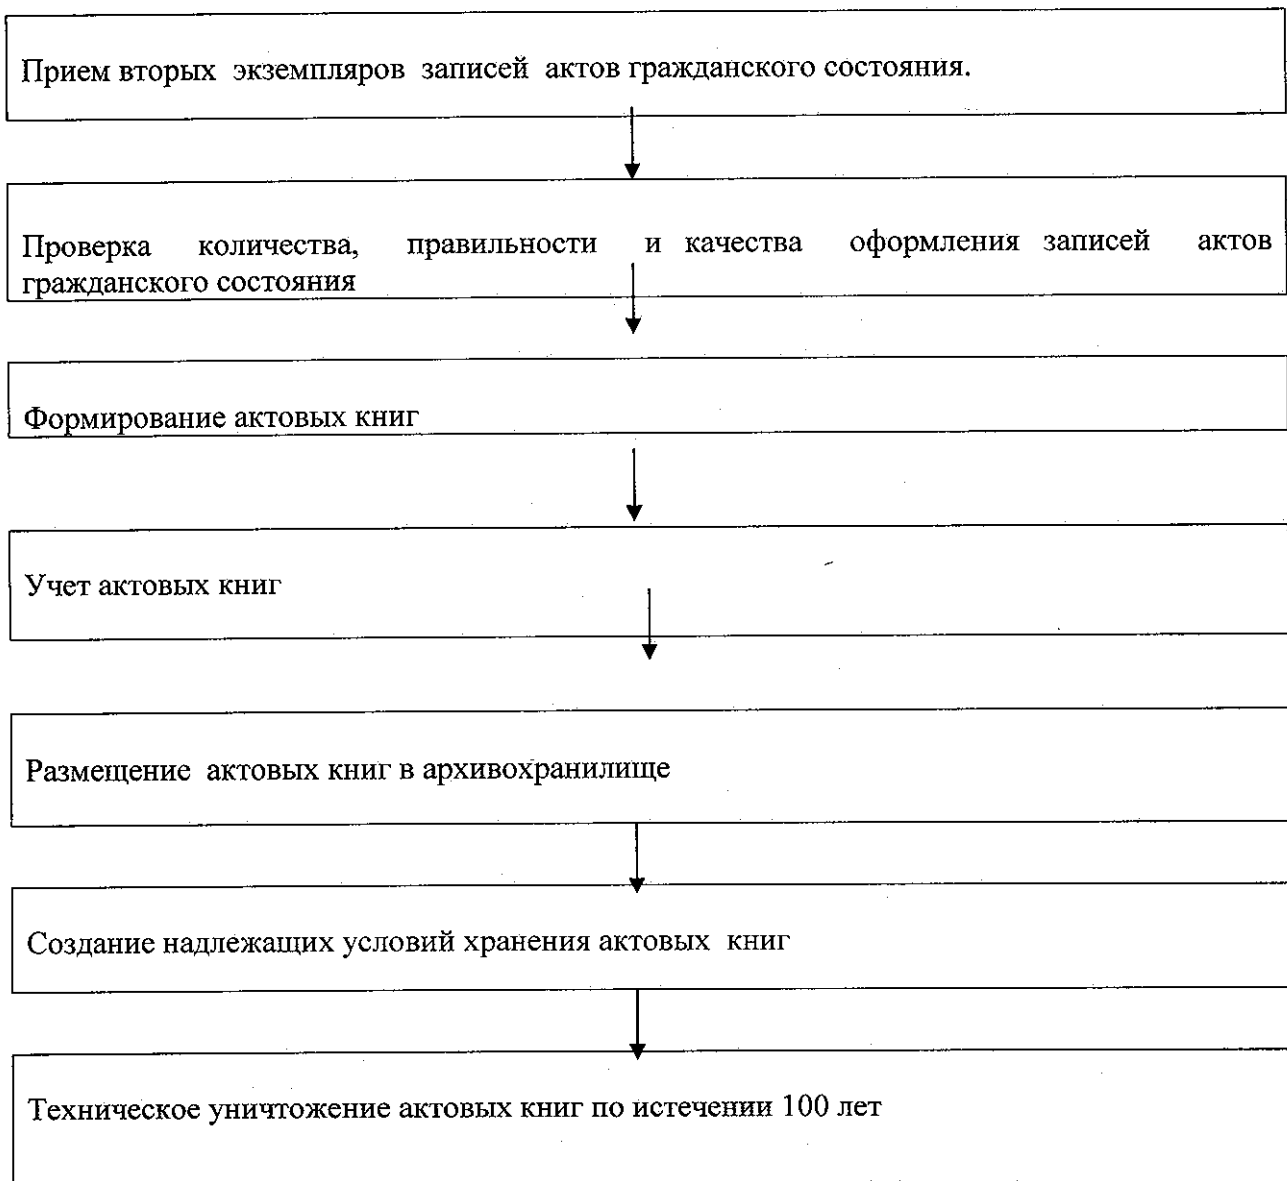 Прием вторых экземпляров записей актов гражданского состояния.
Проверка количества, правильности и качества оформления записей актов
гражданского состояния
Формирование актовых книг
Учет актовых книг
Размещение актовых книг в архивохранилище
Создание надлежащих условий хранения актовых книг
Техническое уничтожение актовых книг по истечении 100 лет